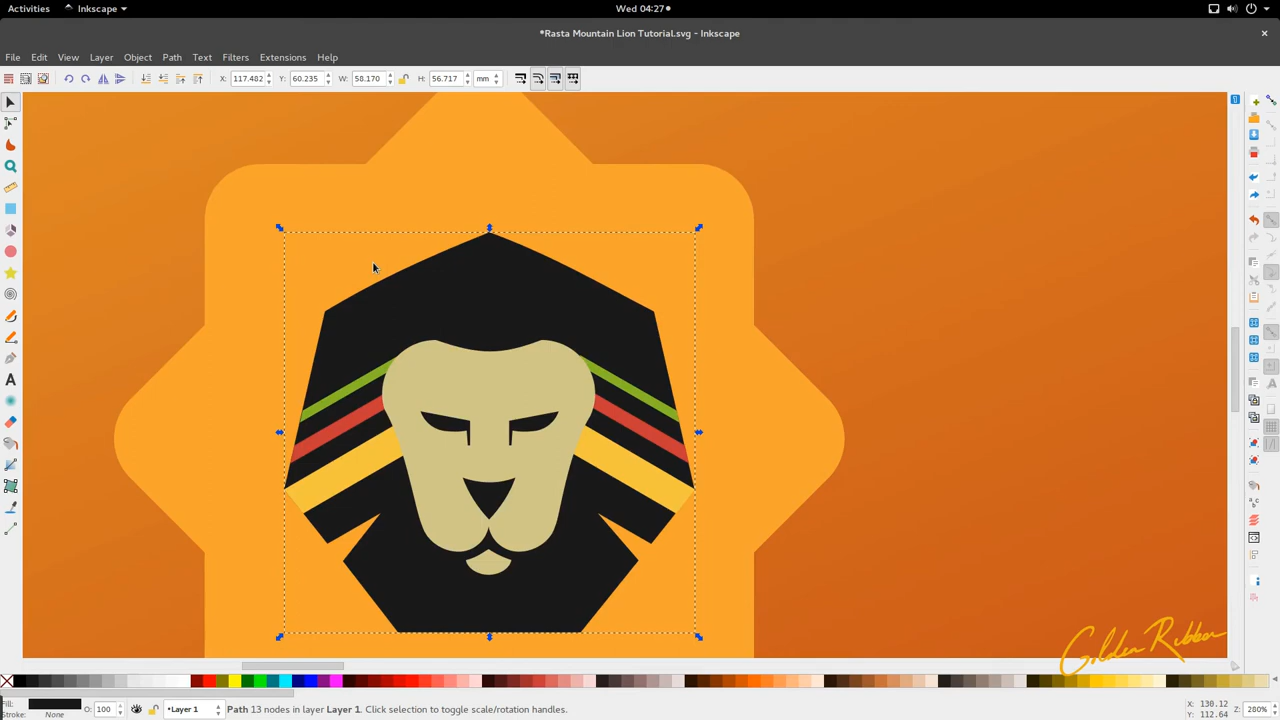 Activities Inkscape Wed 04:27
*Rasta Mountain Lion Tutorial.svg - Inkscape
File Edit View Layer Object Path Text Filters Extensions Help
X: 117.482 Y: 60.235 W: 58.170 H: 56.717 mm
Golden Ribbon
Fill: O: 100 •Layer 1 Path 13 nodes in layer Layer 1. Click selection to toggle scale/rotation handles. X: 130.12 Z: 280%
Stroke: None Y: 112.64